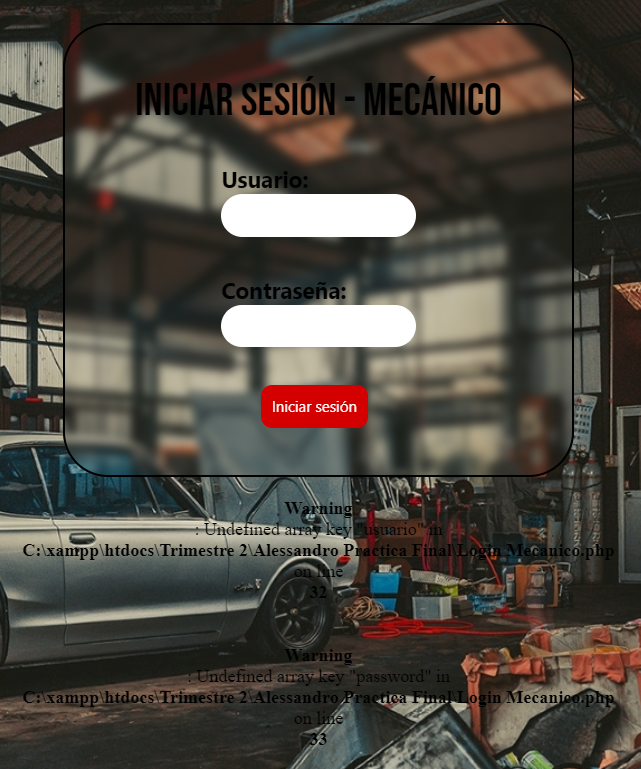 INICIAR SESIÓN - MECÁNICO
Usuario:
Contraseña:
Iniciar sesión
Warning
: Undefined array key "usuario" in
C:\xampp\htdocs\Trimestre 2\Alessandro Practica Final\Login Mecanico.php
on line
32
Warning
: Undefined array key "password" in
C:\xampp\htdocs\Trimestre 2\Alessandro Practica Final\Login Mecanico.php
on line
33